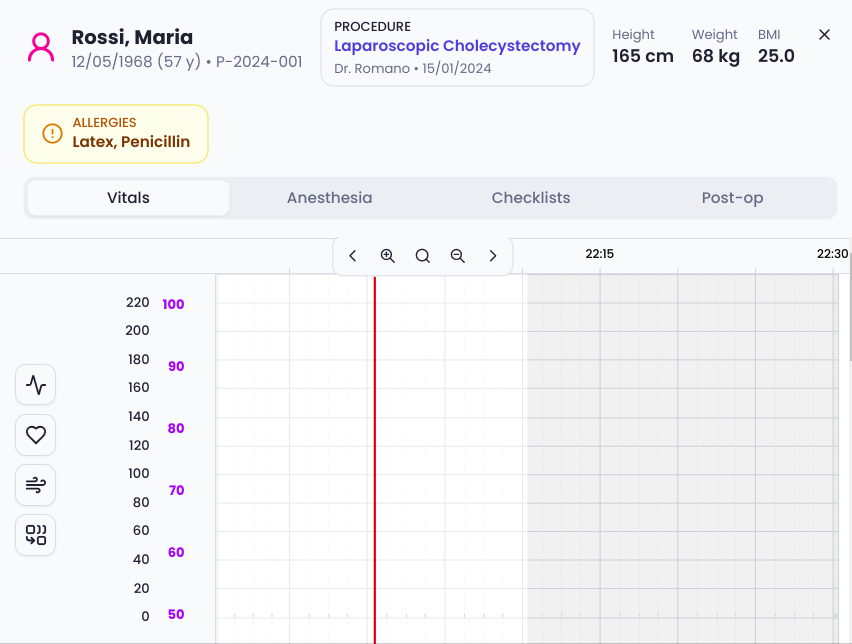 Rossi, Maria
12/05/1968 (57 y) • P-2024-001
PROCEDURE
Laparoscopic Cholecystectomy
Dr. Romano • 15/01/2024
Height
165 cm
Weight
68 kg
BMI
25.0
ALLERGIES
Latex, Penicillin
Vitals
Anesthesia
Checklists
Post-op
22:15
22:30
220
100
200
180
90
160
140
80
120
100
70
80
60
60
40
20
50
0